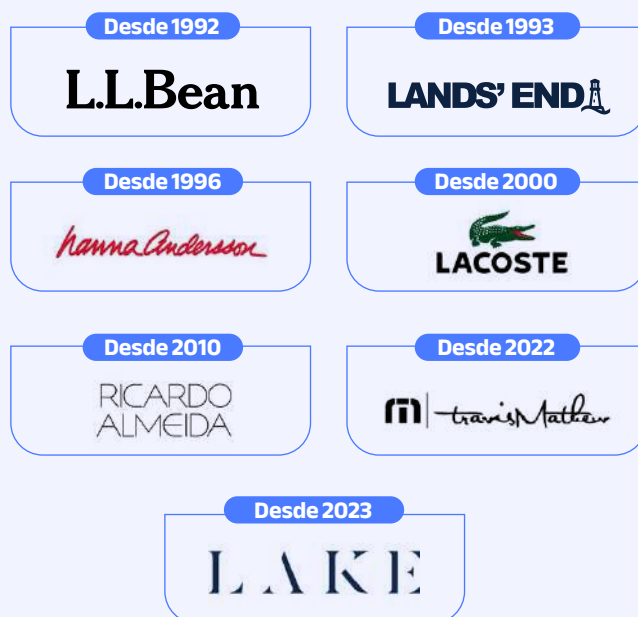 Desde 1992
L.L.Bean
Desde 1993
LANDS' END
Desde 1996
hanna Andersson
Desde 2000
LACOSTE
Desde 2010
RICARDO
ALMEIDA
Desde 2022
travisMathew
Desde 2023
LAKE